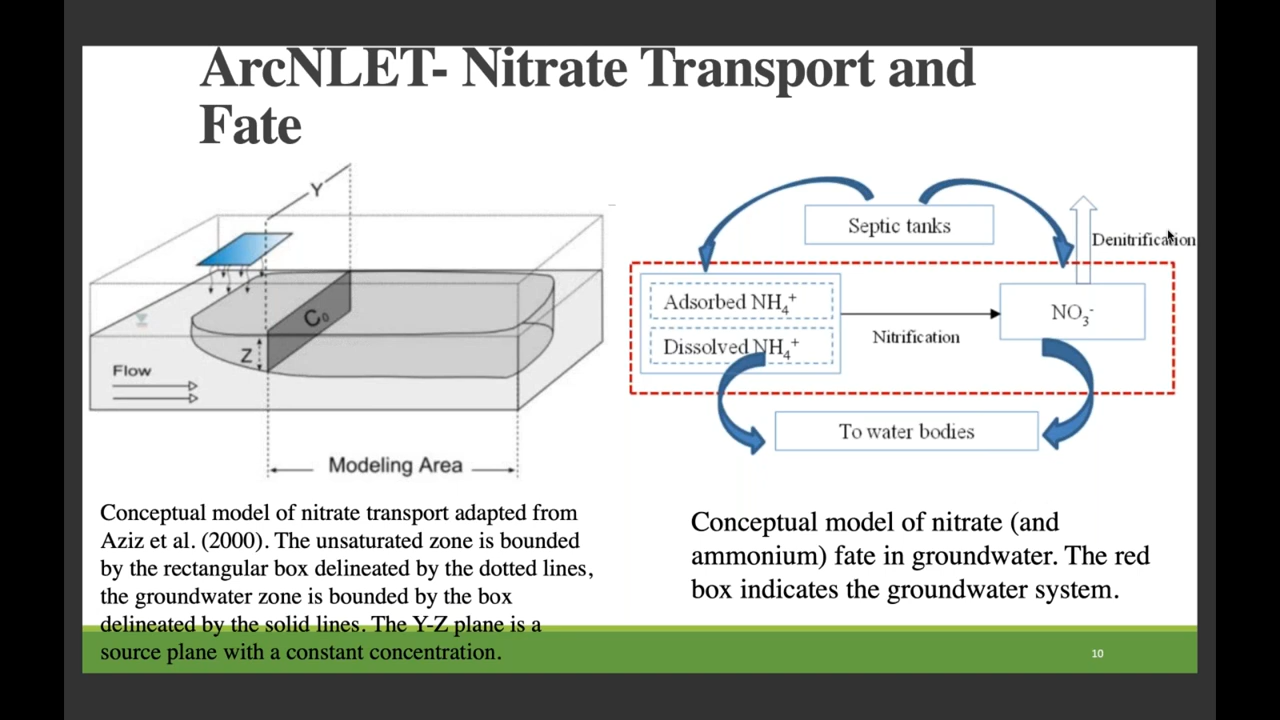 ArcNLET- Nitrate Transport and
Fate
Y
C₀
Z
Flow
Modeling Area
Conceptual model of nitrate transport adapted from
Aziz et al. (2000). The unsaturated zone is bounded
by the rectangular box delineated by the dotted lines,
the groundwater zone is bounded by the box
delineated by the solid lines. The Y-Z plane is a
source plane with a constant concentration.
Septic tanks
Denitrification
Adsorbed NH₄⁺
Dissolved NH₄⁺
Nitrification
NO₃⁻
To water bodies
Conceptual model of nitrate (and
ammonium) fate in groundwater. The red
box indicates the groundwater system.
10